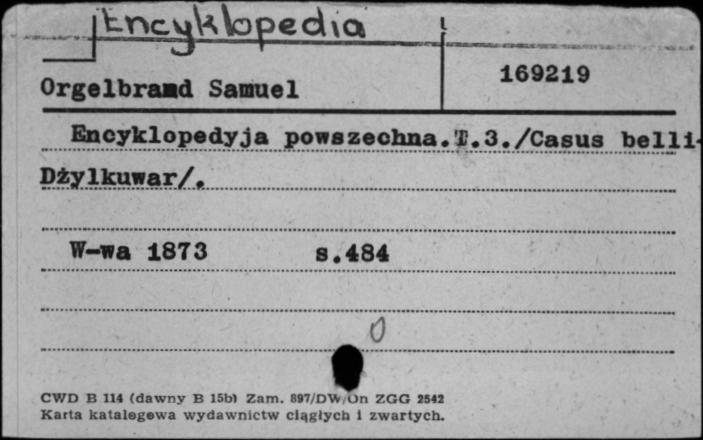 Encyklopedia
169219
Orgelbrand Samuel
Encyklopedyja powszechna.T.3./Casus belli-
Dżylkuwar/.
W-wa 1873 s.484
0
CWD B 114 (dawny B 15b) Zam. 897/DW/On ZGG 2542
Karta katalogowa wydawnictw ciągłych i zwartych.